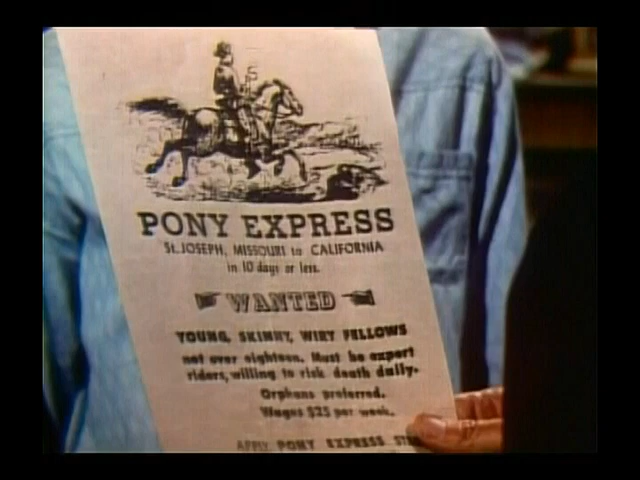 PONY EXPRESS
St. JOSEPH, MISSOURI to CALIFORNIA
in 10 days or less.
WANTED
YOUNG, SKINNY, WIRY FELLOWS
not over eighteen. Must be expert
riders, willing to risk death daily.
Orphans preferred.
Wages $25 per week.
APPLY, PONY EXPRESS